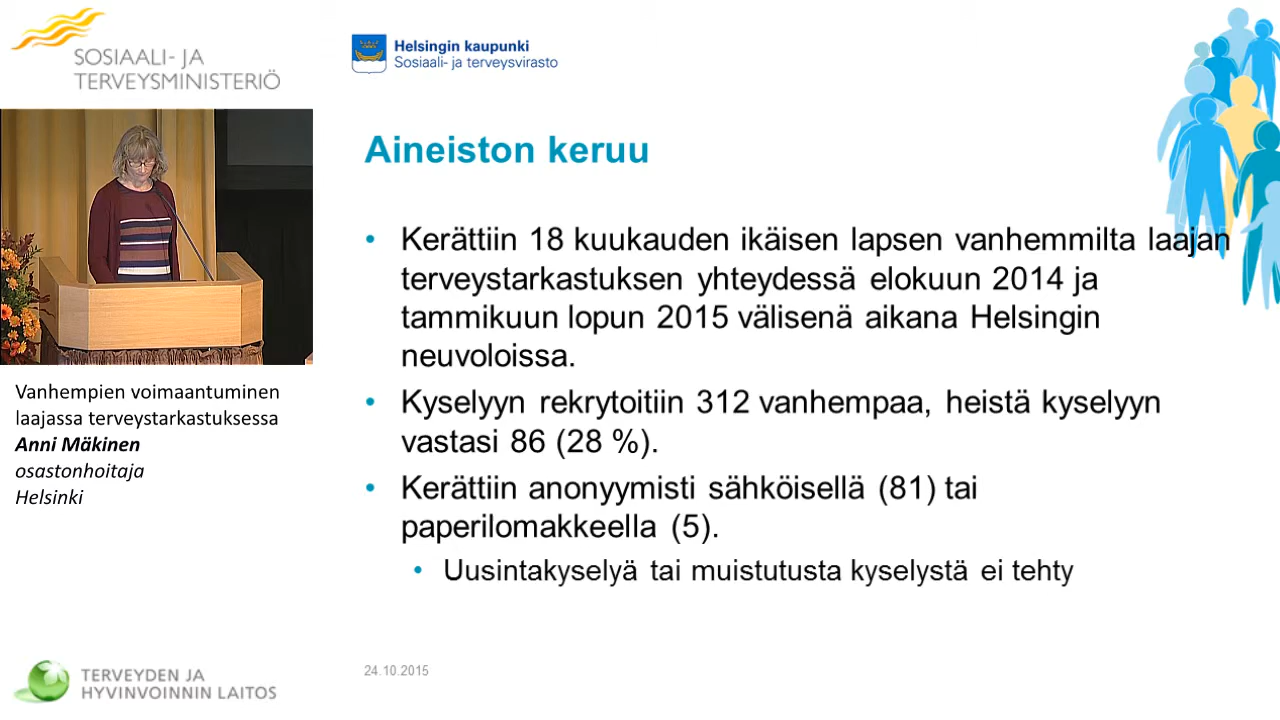 SOSIAALI- JA
TERVEYSMINISTERIÖ
Helsingin kaupunki
Sosiaali- ja terveysvirasto
Aineiston keruu
• Kerättiin 18 kuukauden ikäisen lapsen vanhemmilta laajan
terveystarkastuksen yhteydessä elokuun 2014 ja
tammikuun lopun 2015 välisenä aikana Helsingin
neuvoloissa.
• Kyselyyn rekrytoitiin 312 vanhempaa, heistä kyselyyn
vastasi 86 (28 %).
• Kerättiin anonyymisti sähköisellä (81) tai
paperilomakkeella (5).
• Uusintakyselyä tai muistutusta kyselystä ei tehty
Vanhempien voimaantuminen
laajassa terveystarkastuksessa
Anni Mäkinen
osastonhoitaja
Helsinki
TERVEYDEN JA
HYVINVOINNIN LAITOS
24.10.2015